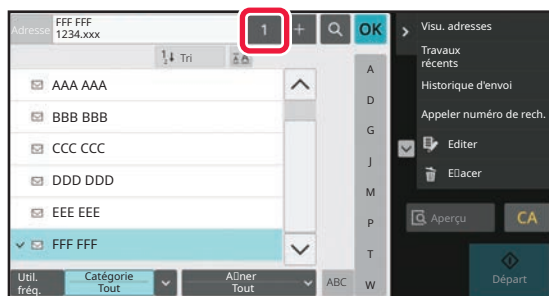 Adresse
FFF FFF
1234.xxx
1
+
OK
Tri
AAA AAA
BBB BBB
CCC CCC
DDD DDD
EEE EEE
FFF FFF
A
D
G
J
M
P
T
W
Util.
fréq.
Catégorie
Tout
A▯ner
Tout
ABC
Visu. adresses
Travaux
récents
Historique d'envoi
Appeler numéro de rech.
Editer
E▯acer
Aperçu
CA
Départ